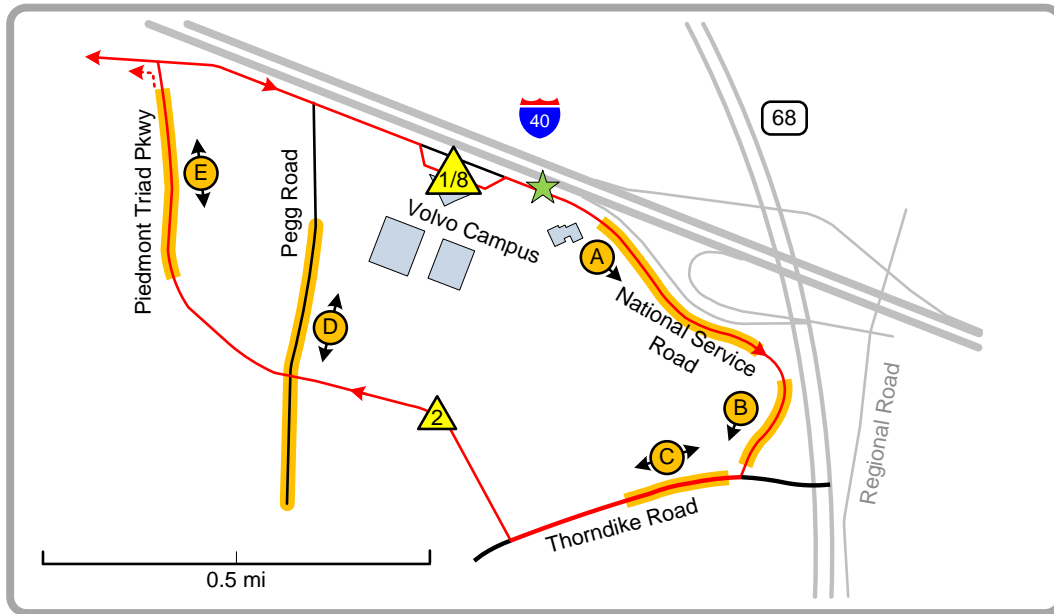 40
68
Piedmont Triad Pkwy
E
Pegg Road
1/8
Volvo Campus
A
National Service
Road
D
B
2
C
Regional Road
Thorndike Road
0.5 mi